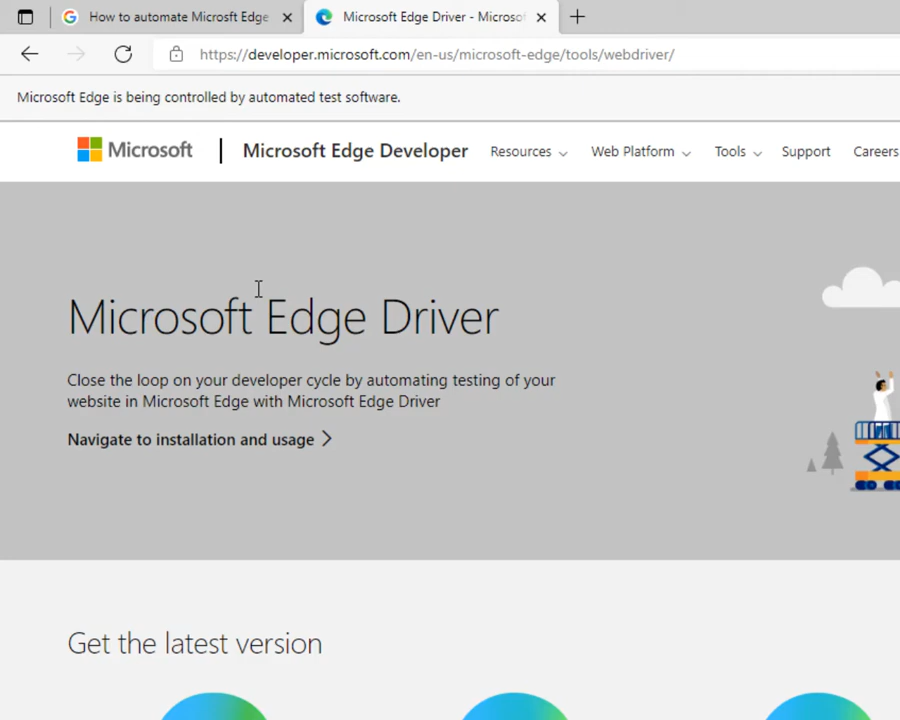 How to automate Microsft Edge
Microsoft Edge Driver - Microsof
https://developer.microsoft.com/en-us/microsoft-edge/tools/webdriver/
Microsoft Edge is being controlled by automated test software.
Microsoft | Microsoft Edge Developer Resources Web Platform Tools Support Careers
Microsoft Edge Driver
Close the loop on your developer cycle by automating testing of your
website in Microsoft Edge with Microsoft Edge Driver
Navigate to installation and usage
Get the latest version